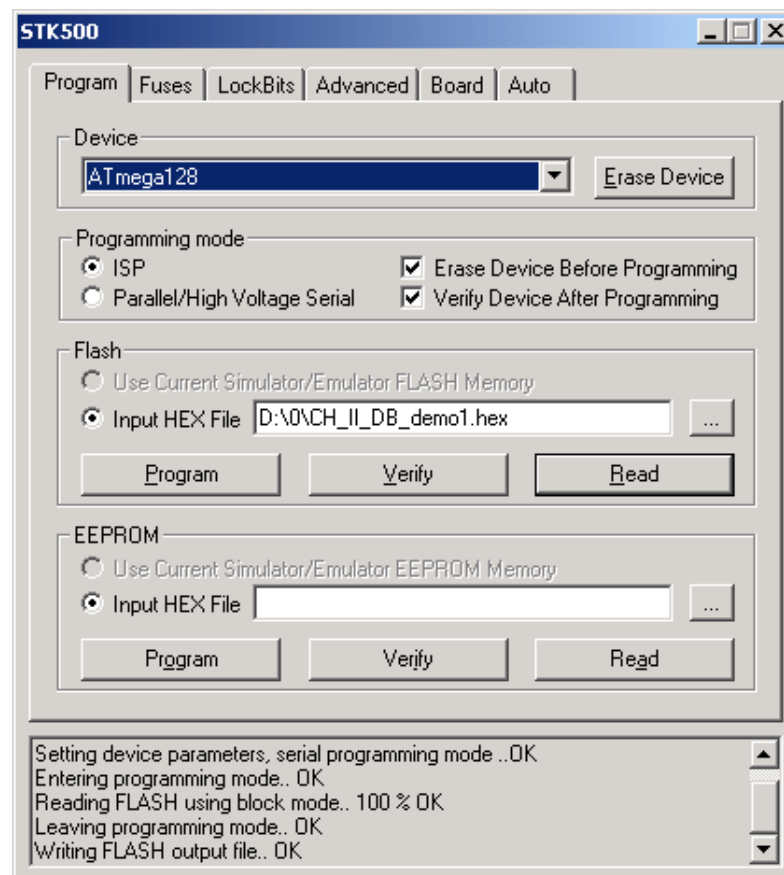 STK500
Program Fuses LockBits Advanced Board Auto
Device
ATmega128 Erase Device
Programming mode
ISP Erase Device Before Programming
Parallel/High Voltage Serial Verify Device After Programming
Flash
Use Current Simulator/Emulator FLASH Memory
Input HEX File D:\0\CH_II_DB_demo1.hex ...
Program Verify Read
EEPROM
Use Current Simulator/Emulator EEPROM Memory
Input HEX File ...
Program Verify Read
Setting device parameters, serial programming mode ..OK
Entering programming mode.. OK
Reading FLASH using block mode.. 100 % OK
Leaving programming mode.. OK
Writing FLASH output file.. OK